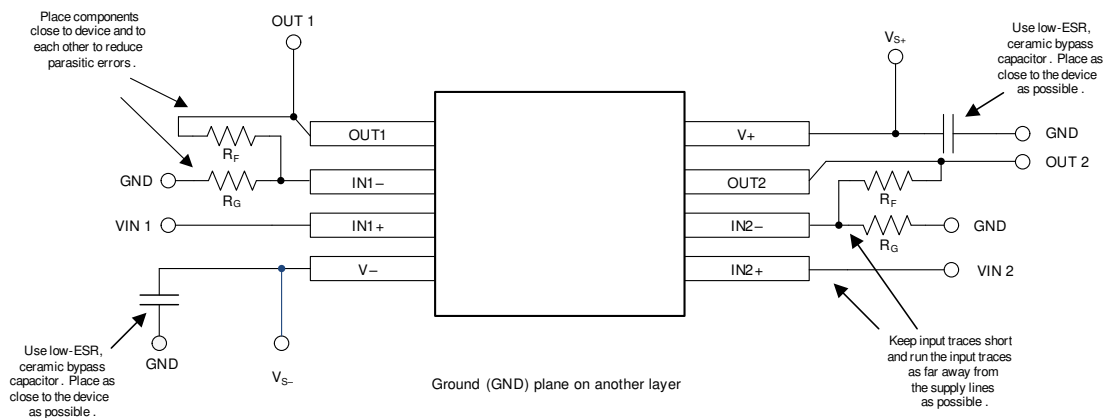 Place components
close to device and to
each other to reduce
parasitic errors .
OUT 1
VS+
Use low-ESR,
ceramic bypass
capacitor . Place as
close to the device
as possible .
OUT1
V+
GND
RF
OUT2
OUT 2
GND
IN1−
RF
RG
VIN 1
IN1+
IN2−
GND
RG
V−
IN2+
VIN 2
GND
VS−
Use low-ESR,
ceramic bypass
capacitor . Place as
close to the device
as possible .
Ground (GND) plane on another layer
Keep input traces short
and run the input traces
as far away from
the supply lines
as possible .